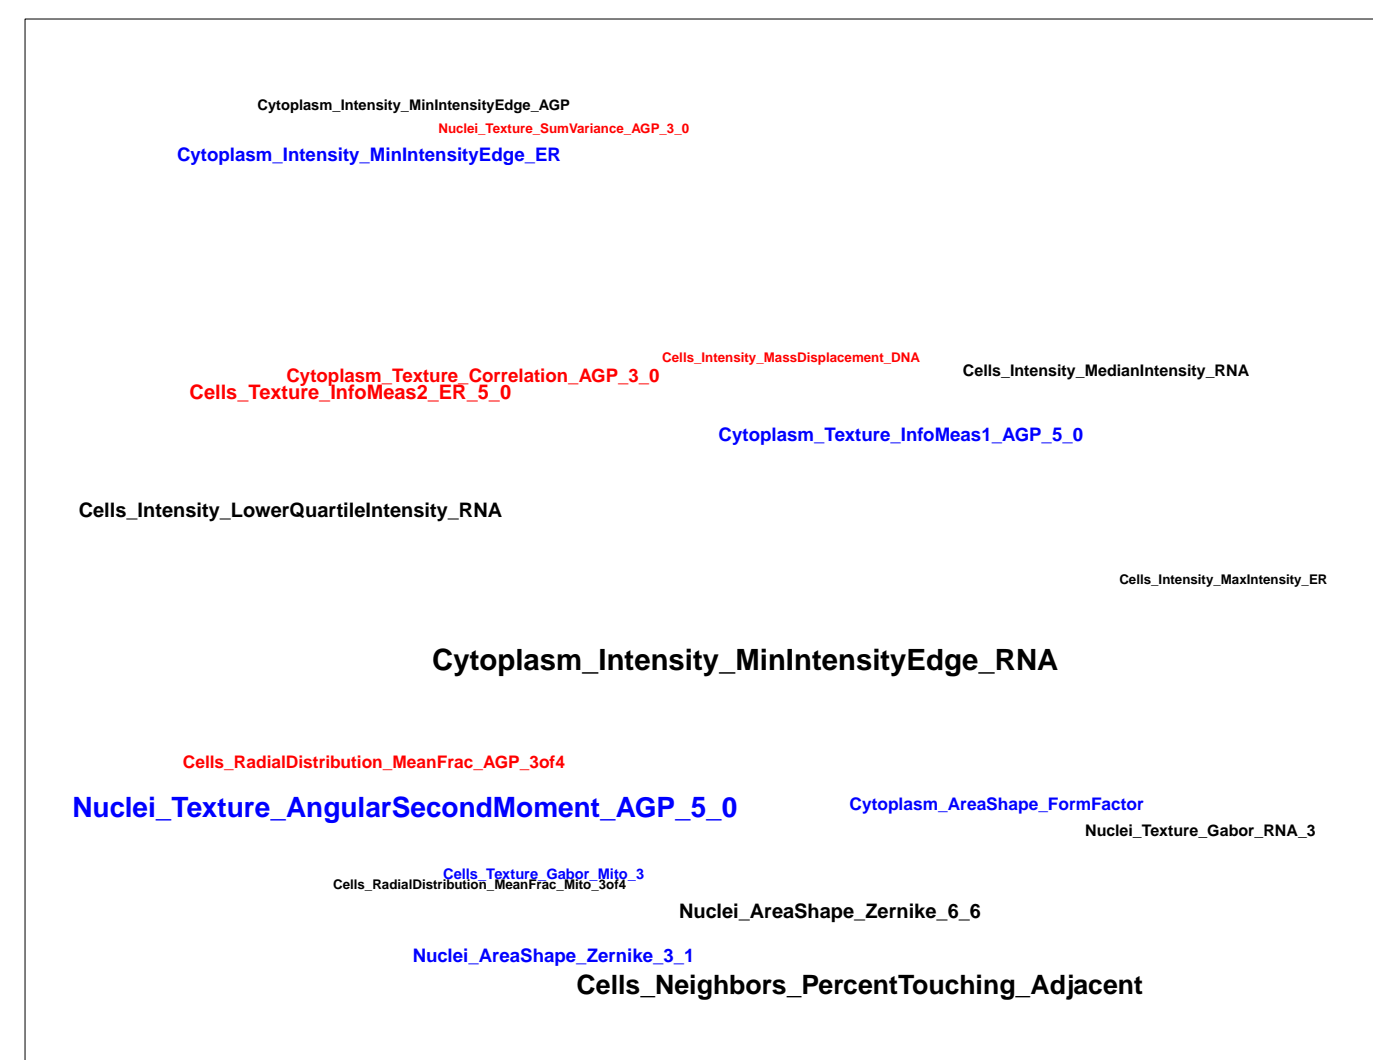 Cytoplasm_Intensity_MinIntensityEdge_AGP
Nuclei_Texture_SumVariance_AGP_3_0
Cytoplasm_Intensity_MinIntensityEdge_ER
Cells_Intensity_MassDisplacement_DNA
Cells_Intensity_MedianIntensity_RNA
Cytoplasm_Texture_Correlation_AGP_3_0
Cells_Texture_InfoMeas2_ER_5_0
Cytoplasm_Texture_InfoMeas1_AGP_5_0
Cells_Intensity_LowerQuartileIntensity_RNA
Cells_Intensity_MaxIntensity_ER
Cytoplasm_Intensity_MinIntensityEdge_RNA
Cells_RadialDistribution_MeanFrac_AGP_3of4
Nuclei_Texture_AngularSecondMoment_AGP_5_0
Cytoplasm_AreaShape_FormFactor
Nuclei_Texture_Gabor_RNA_3
Cells_Texture_Gabor_Mito_3
Cells_RadialDistribution_MeanFrac_Mito_3of4
Nuclei_AreaShape_Zernike_6_6
Nuclei_AreaShape_Zernike_3_1
Cells_Neighbors_PercentTouching_Adjacent